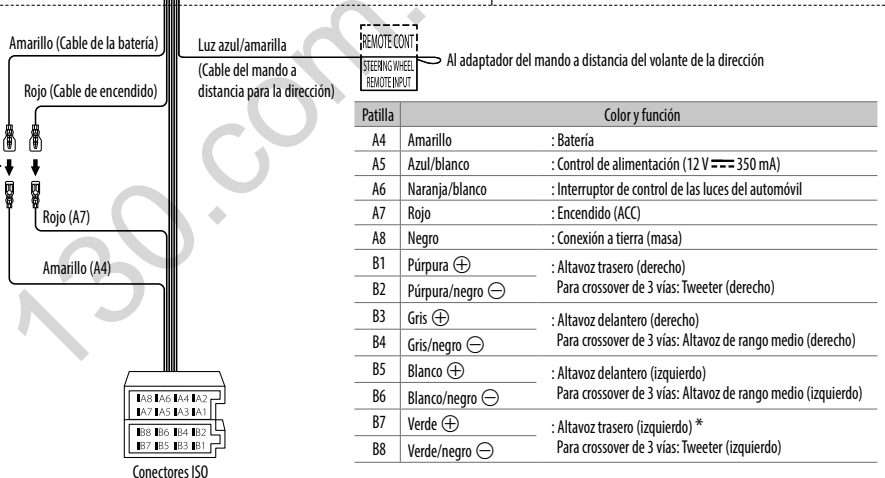 Amarillo (Cable de la batería)
Rojo (Cable de encendido)
Luz azul/amarilla
(Cable del mando a
distancia para la dirección)
REMOTE CONT
STEERING WHEEL
REMOTE INPUT
Al adaptador del mando a distancia del volante de la dirección
Rojo (A7)
Amarillo (A4)
A8 A6 A4 A2
A7 A5 A3 A1
B8 B6 B4 B2
B7 B5 B3 B1
Conectores ISO
Patilla Color y función
A4 Amarillo : Batería
A5 Azul/blanco : Control de alimentación (12 V ⎓ 350 mA)
A6 Naranja/blanco : Interruptor de control de las luces del automóvil
A7 Rojo : Encendido (ACC)
A8 Negro : Conexión a tierra (masa)
B1 Púrpura ⊕ : Altavoz trasero (derecho)
B2 Púrpura/negro ⊖ Para crossover de 3 vías: Tweeter (derecho)
B3 Gris ⊕ : Altavoz delantero (derecho)
B4 Gris/negro ⊖ Para crossover de 3 vías: Altavoz de rango medio (derecho)
B5 Blanco ⊕ : Altavoz delantero (izquierdo)
B6 Blanco/negro ⊖ Para crossover de 3 vías: Altavoz de rango medio (izquierdo)
B7 Verde ⊕ : Altavoz trasero (izquierdo) *
B8 Verde/negro ⊖ Para crossover de 3 vías: Tweeter (izquierdo)
130.com.